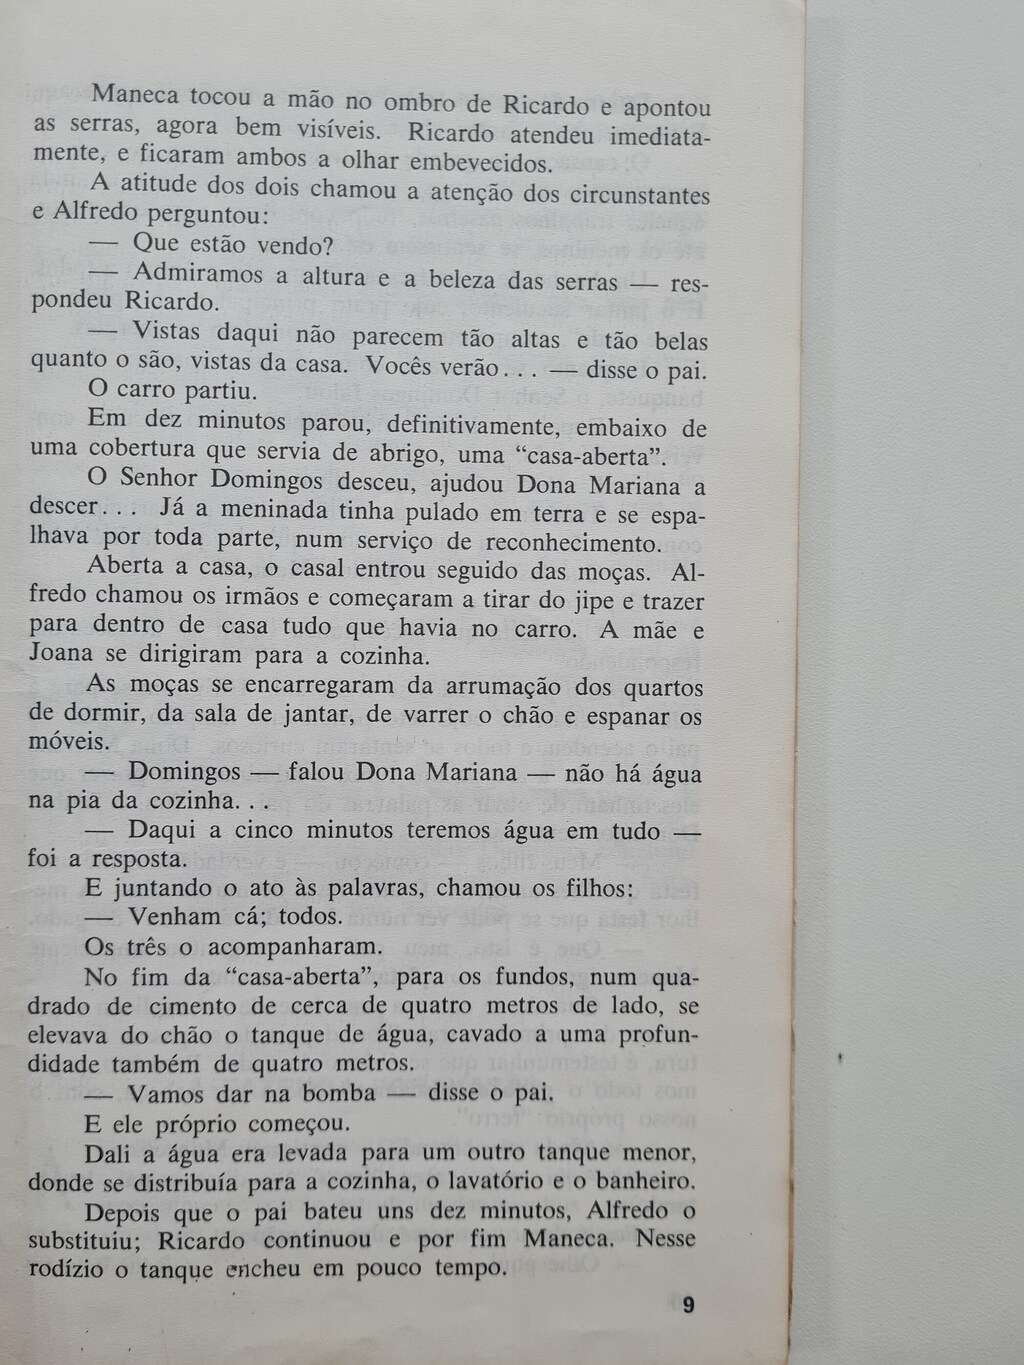 Maneca tocou a mão no ombro de Ricardo e apontou
as serras, agora bem visíveis. Ricardo atendeu imediata-
mente, e ficaram ambos a olhar embevecidos.
A atitude dos dois chamou a atenção dos circunstantes
e Alfredo perguntou:
— Que estão vendo?
— Admiramos a altura e a beleza das serras — res-
pondeu Ricardo.
— Vistas daqui não parecem tão altas e tão belas
quanto o são, vistas da casa. Vocês verão... — disse o pai.
O carro partiu.
Em dez minutos parou, definitivamente, embaixo de
uma cobertura que servia de abrigo, uma “casa-aberta”.
O Senhor Domingos desceu, ajudou Dona Mariana a
descer... Já a meninada tinha pulado em terra e se espa-
lhava por toda parte, num serviço de reconhecimento.
Aberta a casa, o casal entrou seguido das moças. Al-
fredo chamou os irmãos e começaram a tirar do jipe e trazer
para dentro de casa tudo que havia no carro. A mãe e
Joana se dirigiram para a cozinha.
As moças se encarregaram da arrumação dos quartos
de dormir, da sala de jantar, de varrer o chão e espanar os
móveis.
— Domingos — falou Dona Mariana — não há água
na pia da cozinha...
— Daqui a cinco minutos teremos água em tudo —
foi a resposta.
E juntando o ato às palavras, chamou os filhos:
— Venham cá; todos.
Os três o acompanharam.
No fim da “casa-aberta”, para os fundos, num qua-
drado de cimento de cerca de quatro metros de lado, se
elevava do chão o tanque de água, cavado a uma profun-
didade também de quatro metros.
— Vamos dar na bomba — disse o pai.
E ele próprio começou.
Dali a água era levada para um outro tanque menor,
donde se distribuía para a cozinha, o lavatório e o banheiro.
Depois que o pai bateu uns dez minutos, Alfredo o
substituiu; Ricardo continuou e por fim Maneca. Nesse
rodízio o tanque encheu em pouco tempo.
9